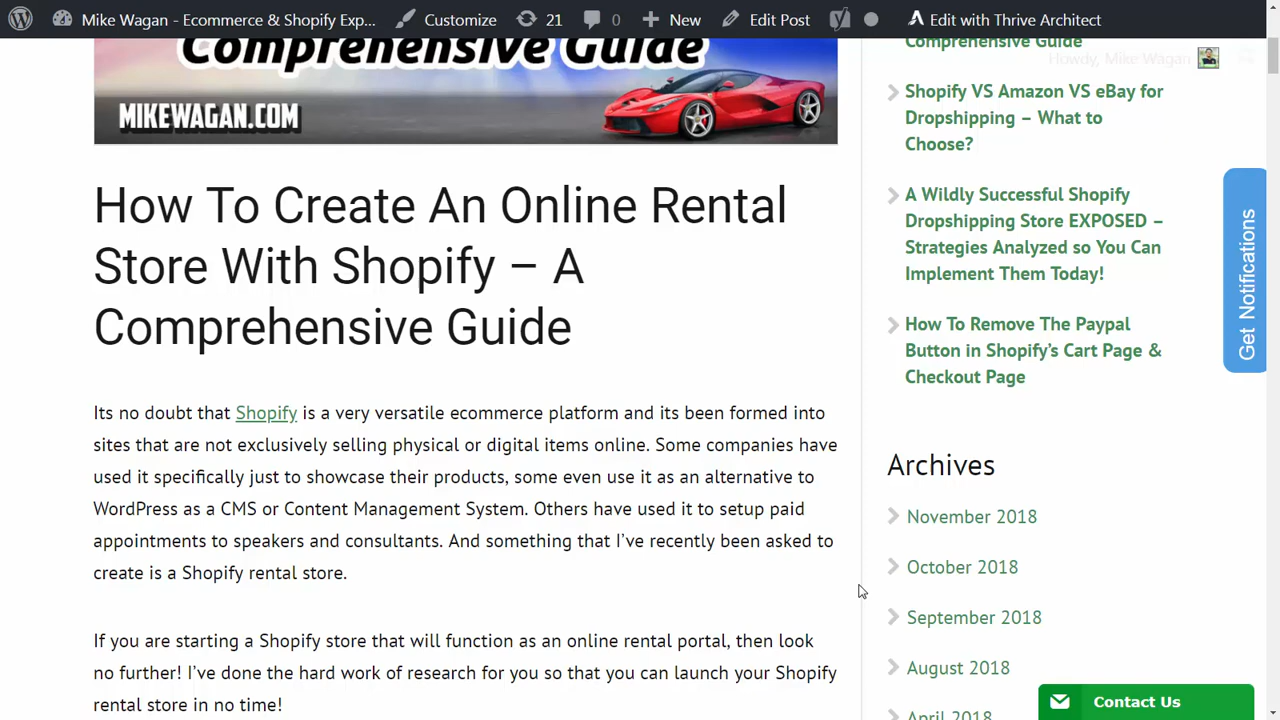 Mike Wagan - Ecommerce & Shopify Exp... Customize 21 0 New Edit Post Edit with Thrive Architect
Howdy, Mike Wagan
Comprehensive Guide
MIKEWAGAN.COM
How To Create An Online Rental
Store With Shopify – A
Comprehensive Guide
Its no doubt that Shopify is a very versatile ecommerce platform and its been formed into
sites that are not exclusively selling physical or digital items online. Some companies have
used it specifically just to showcase their products, some even use it as an alternative to
WordPress as a CMS or Content Management System. Others have used it to setup paid
appointments to speakers and consultants. And something that I've recently been asked to
create is a Shopify rental store.
If you are starting a Shopify store that will function as an online rental portal, then look
no further! I've done the hard work of research for you so that you can launch your Shopify
rental store in no time!
Comprehensive Guide
Shopify VS Amazon VS eBay for
Dropshipping – What to
Choose?
A Wildly Successful Shopify
Dropshipping Store EXPOSED –
Strategies Analyzed so You Can
Implement Them Today!
How To Remove The Paypal
Button in Shopify's Cart Page &
Checkout Page
Archives
November 2018
October 2018
September 2018
August 2018
April 2018
Get Notifications
Contact Us